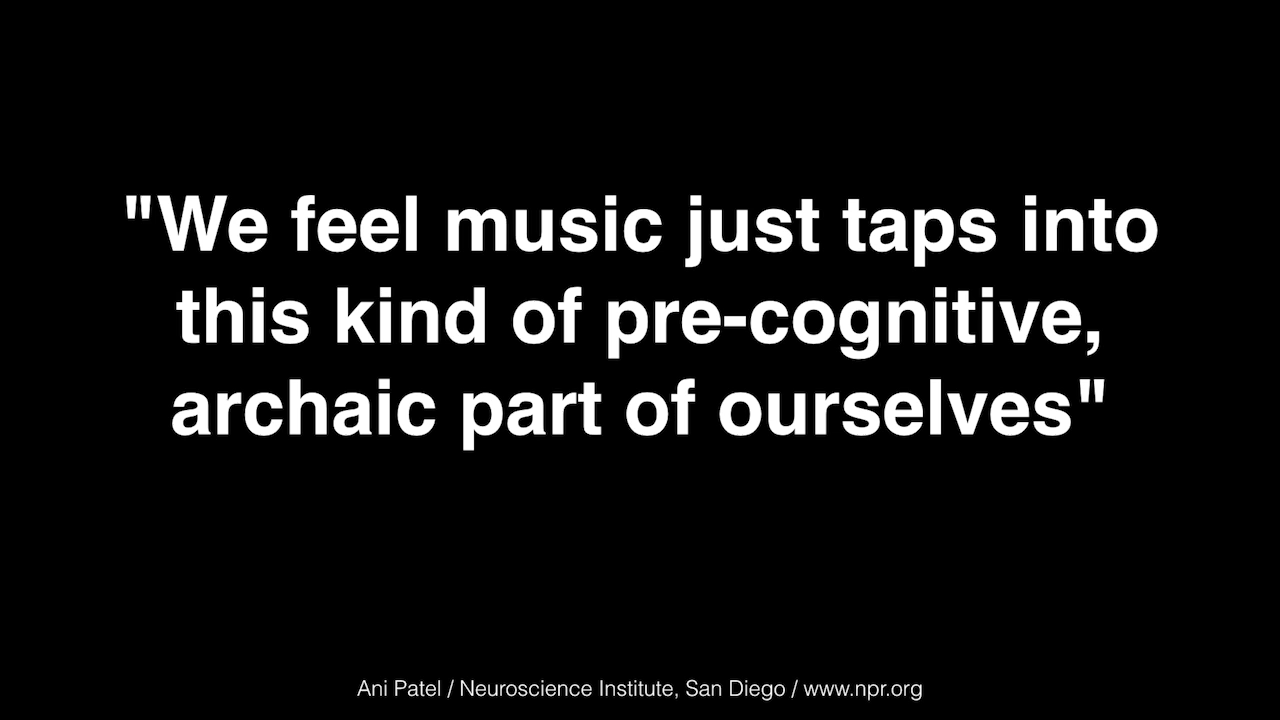 "We feel music just taps into
this kind of pre-cognitive,
archaic part of ourselves"
Ani Patel / Neuroscience Institute, San Diego / www.npr.org